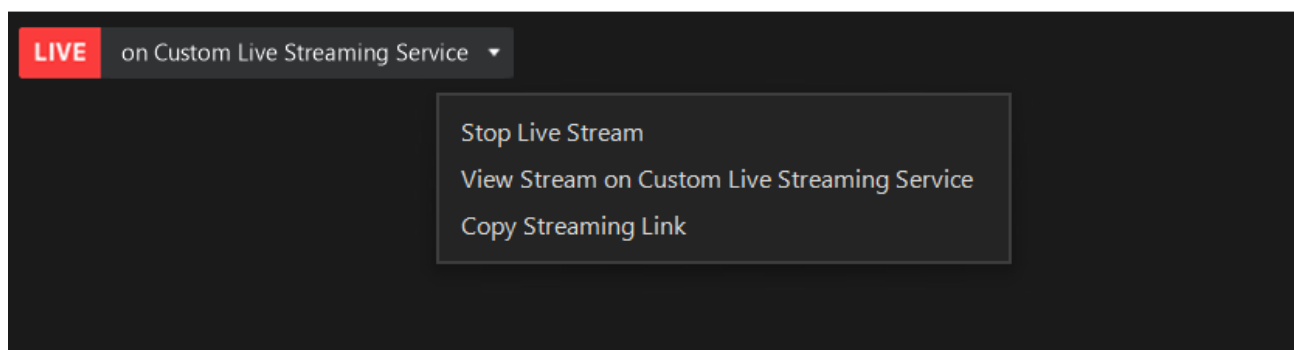 LIVE on Custom Live Streaming Service
Stop Live Stream
View Stream on Custom Live Streaming Service
Copy Streaming Link